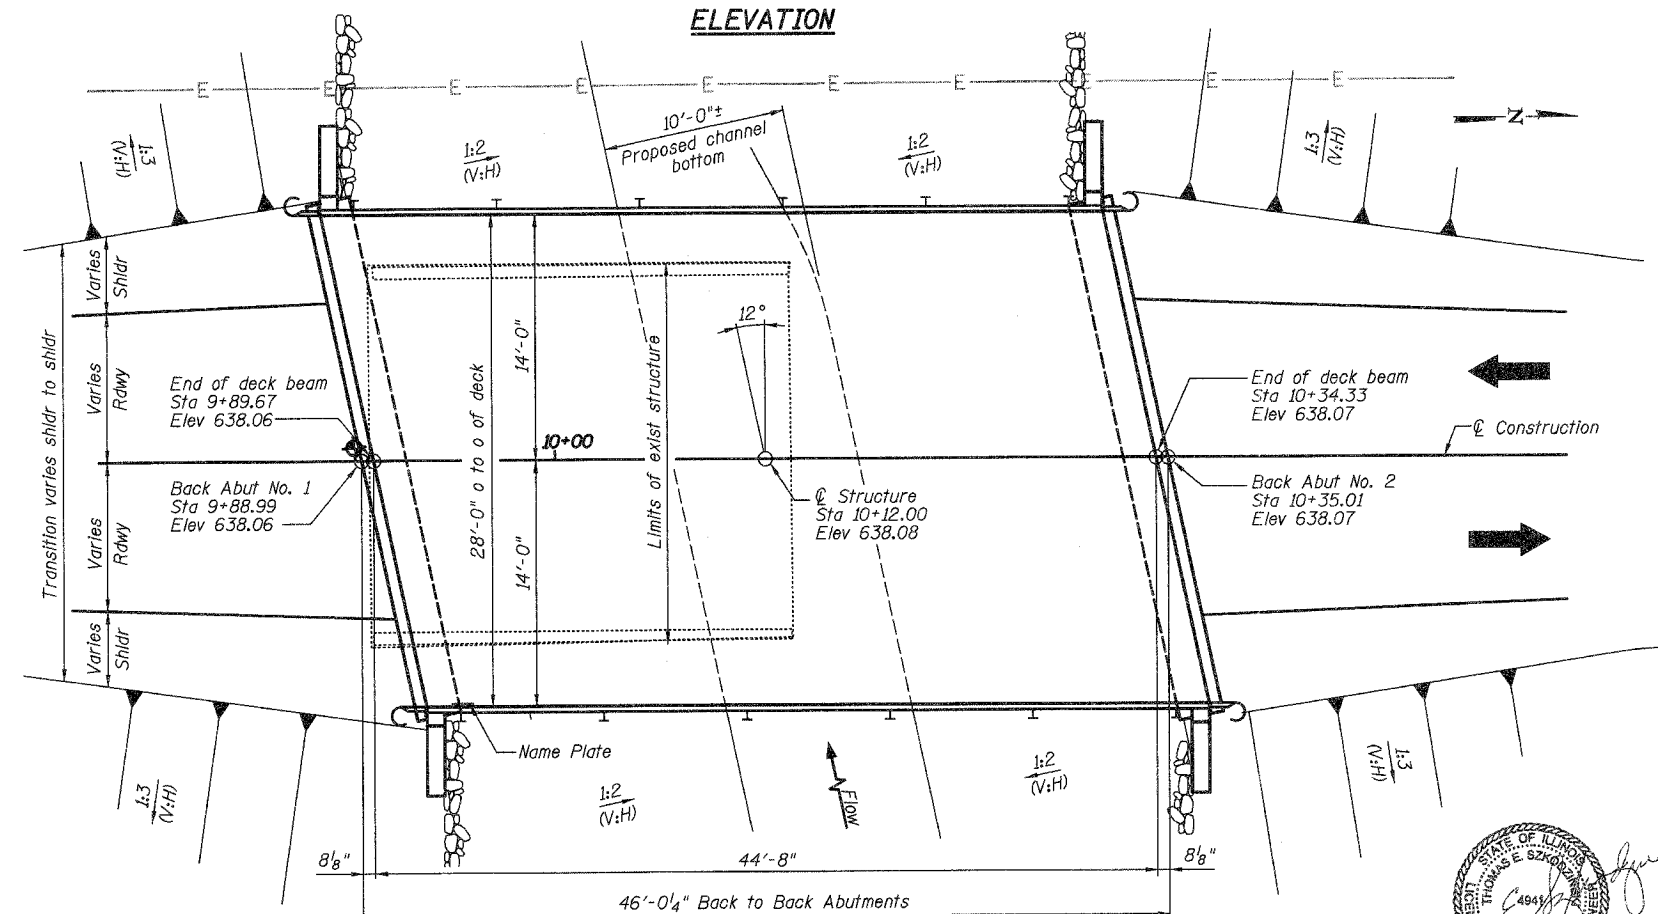 ELEVATION
E E E E E E E E E E
10'-0"±
Proposed channel
bottom
1:3
(V:H)
1:2
(V:H)
1:2
(V:H)
1:3
(V:H)
N
Varies
Shldr
Varies
Rdwy
Varies
Rdwy
Varies
Shldr
Transition varies shldr to shldr
End of deck beam
Sta 9+89.67
Elev 638.06
Back Abut No. 1
Sta 9+88.99
Elev 638.06
28'-0" o to o of deck
14'-0"
14'-0"
10+00
Limits of exist structure
12°
℄ Structure
Sta 10+12.00
Elev 638.08
End of deck beam
Sta 10+34.33
Elev 638.07
℄ Construction
Back Abut No. 2
Sta 10+35.01
Elev 638.07
Name Plate
1:3
(V:H)
1:2
(V:H)
Flow
1:2
(V:H)
1:3
(V:H)
8⅛"
44'-8"
8⅛"
46'-0¼" Back to Back Abutments
STATE OF ILLINOIS
THOMAS E.